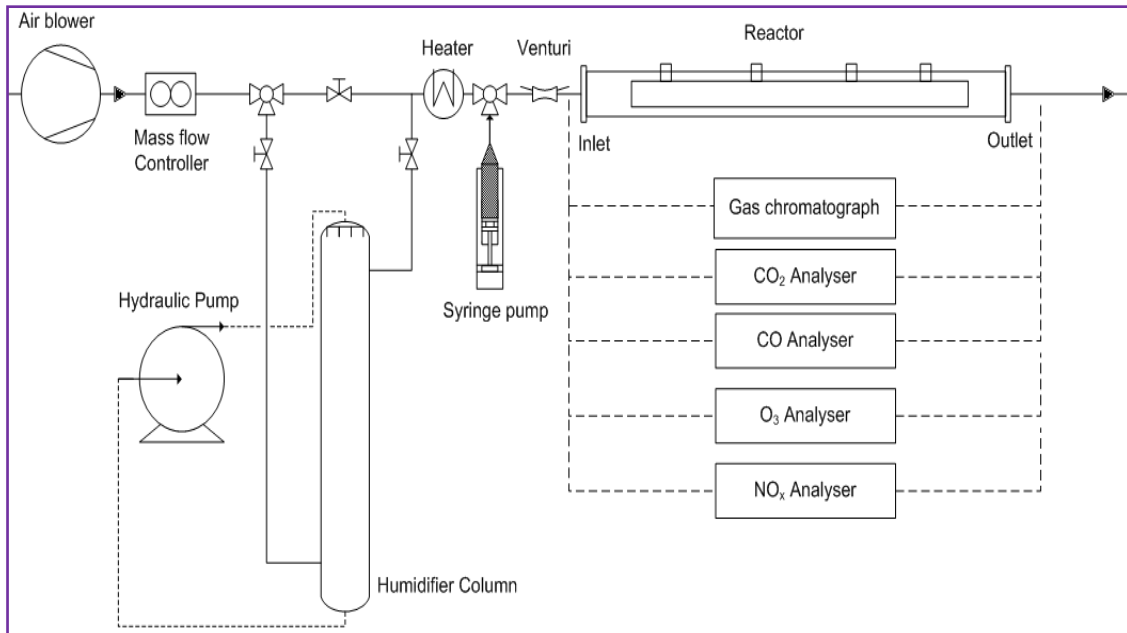 Air blower
Mass flow
Controller
Heater
Venturi
Reactor
Inlet
Outlet
Gas chromatograph
CO₂ Analyser
CO Analyser
O₃ Analyser
NOₓ Analyser
Syringe pump
Hydraulic Pump
Humidifier Column